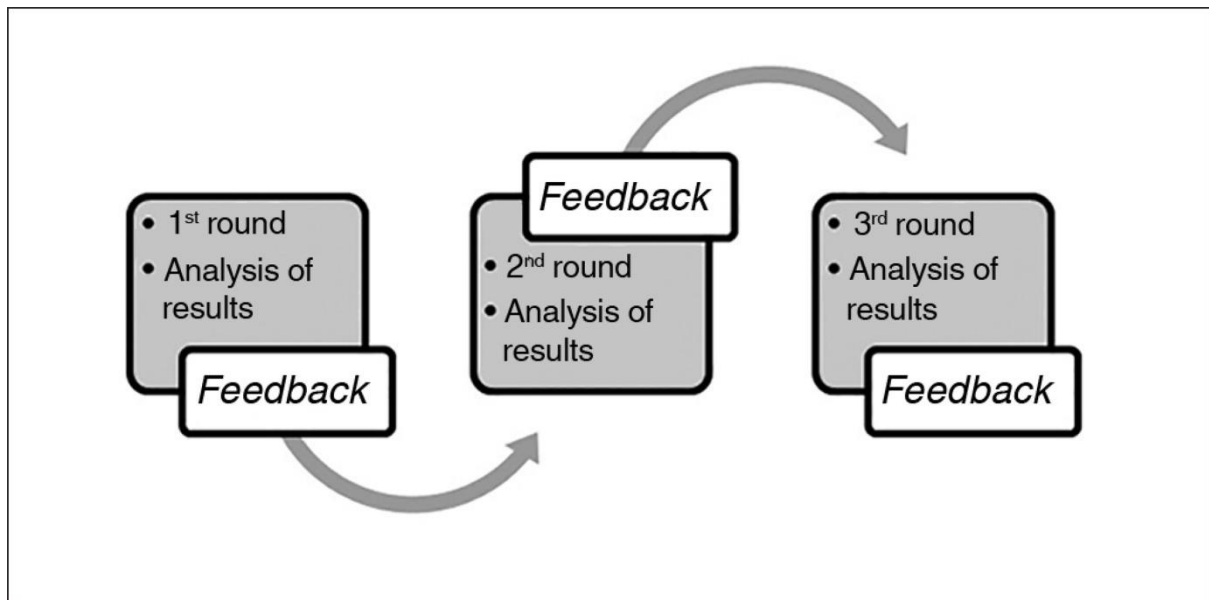 • 1st round
• Analysis of
results
Feedback
Feedback
• 2nd round
• Analysis of
results
• 3rd round
• Analysis of
results
Feedback